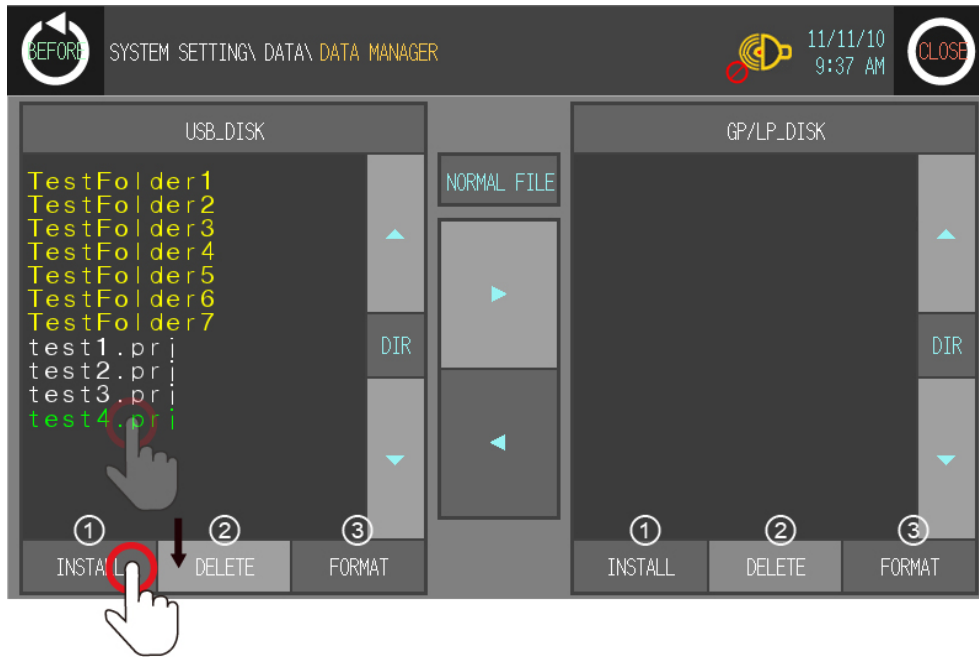 BEFORE
SYSTEM SETTING\ DATA\ DATA MANAGER
11/11/10
9:37 AM
CLOSE
USB_DISK
TestFolder1
TestFolder2
TestFolder3
TestFolder4
TestFolder5
TestFolder6
TestFolder7
test1.prj
test2.prj
test3.prj
test4.prj
DIR
① ② ③
INSTALL DELETE FORMAT
NORMAL FILE
GP/LP_DISK
DIR
① ② ③
INSTALL DELETE FORMAT